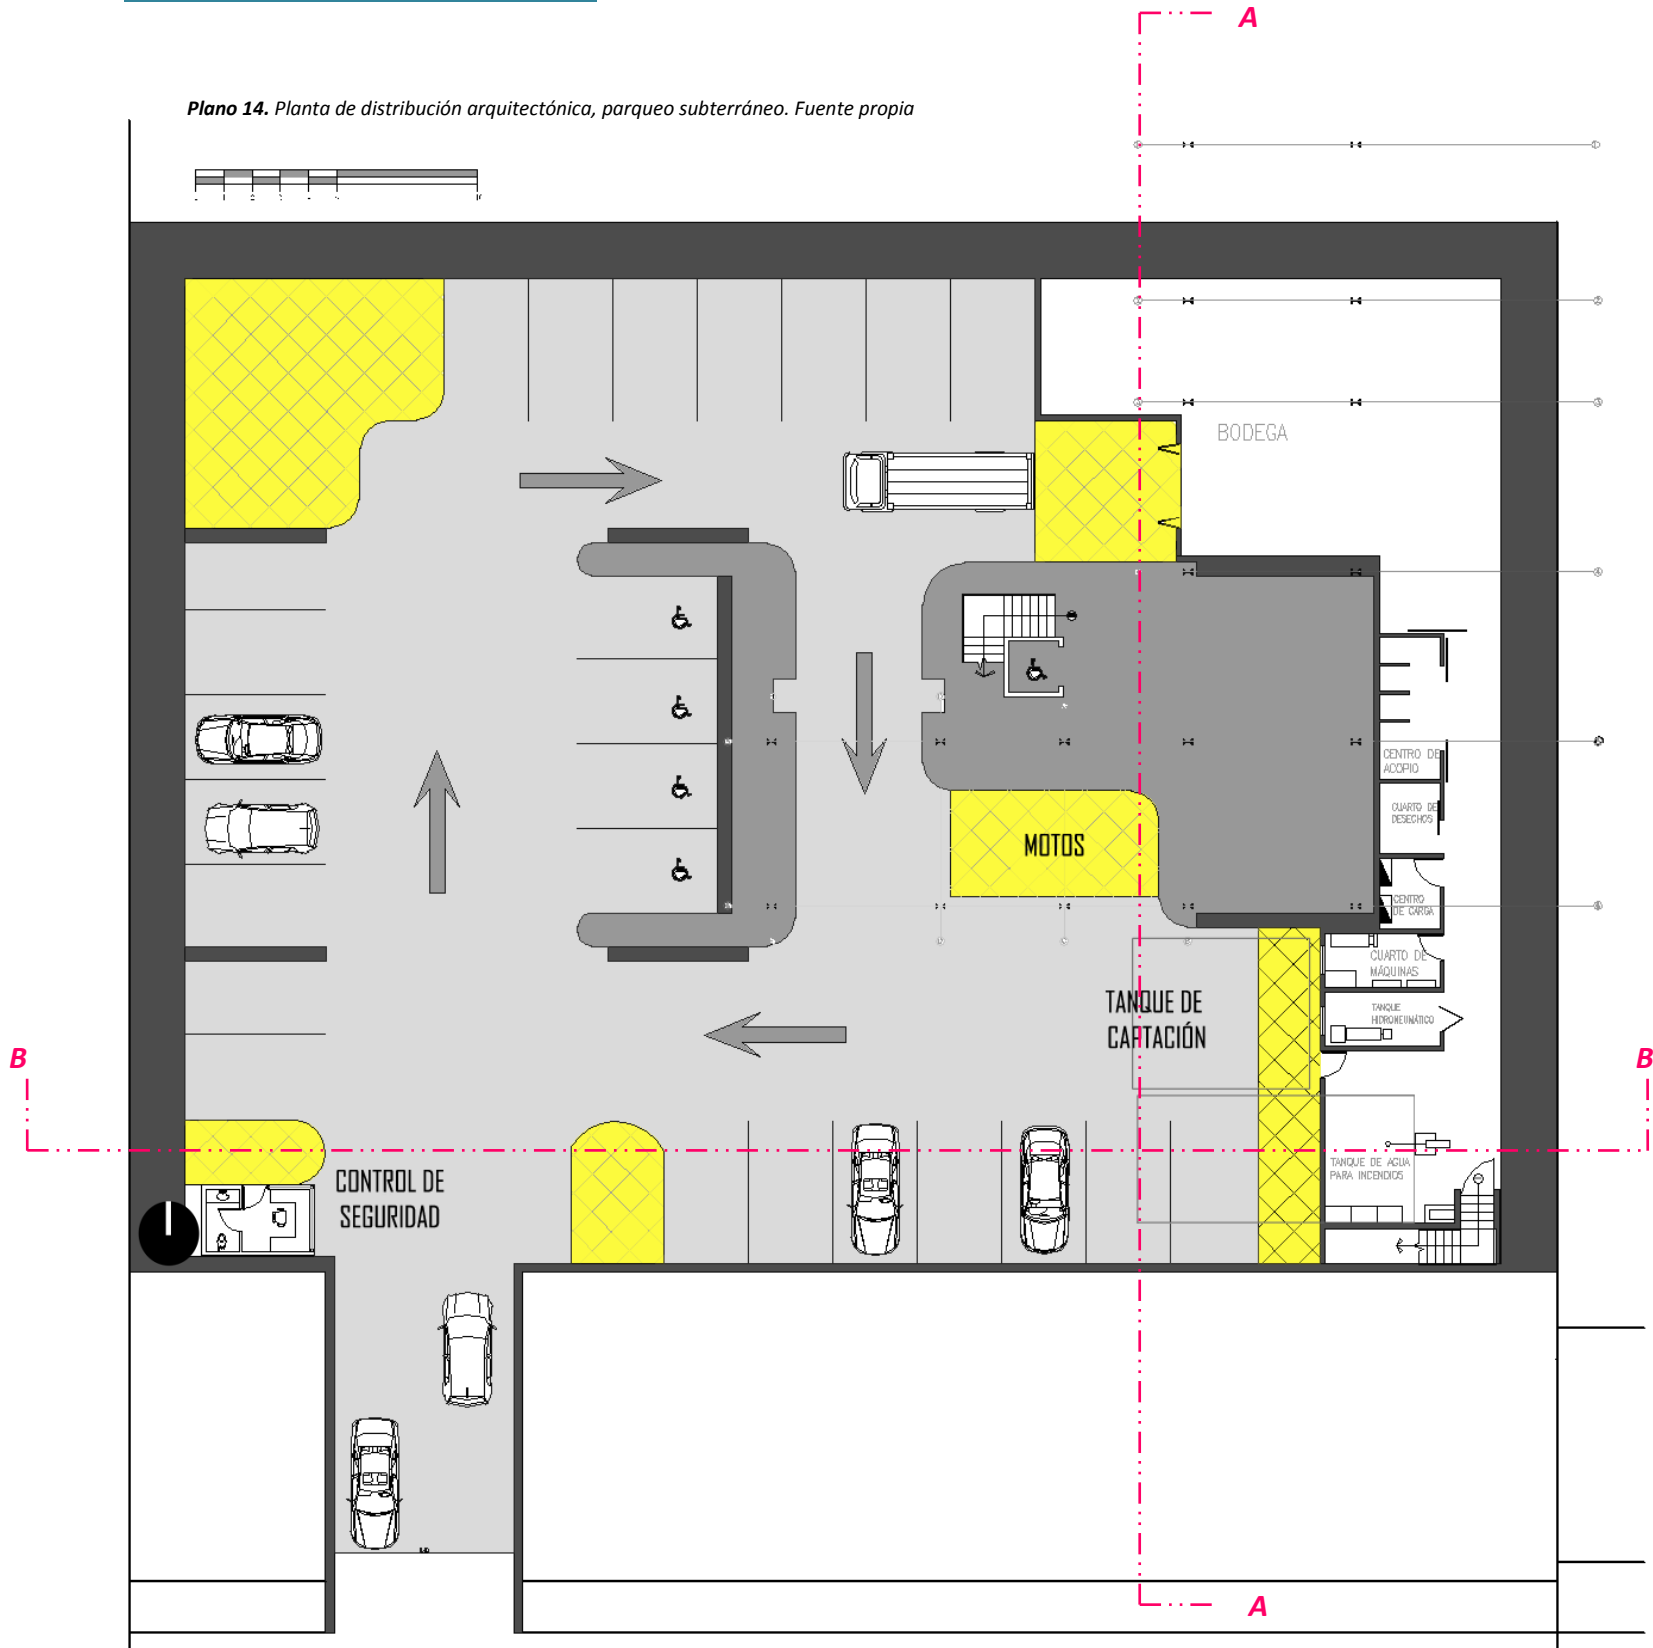 A
Plano 14. Planta de distribución arquitectónica, parqueo subterráneo. Fuente propia
BODEGA
CENTRO DE
ACOPIO
CUARTO DE
DESECHOS
MOTOS
CENTRO
DE CARGA
CUARTO DE
MÁQUINAS
TANQUE DE
CAPTACIÓN
TANQUE
HIDRONEUMÁTICO
B
B
TANQUE DE AGUA
PARA INCENDIOS
CONTROL DE
SEGURIDAD
A